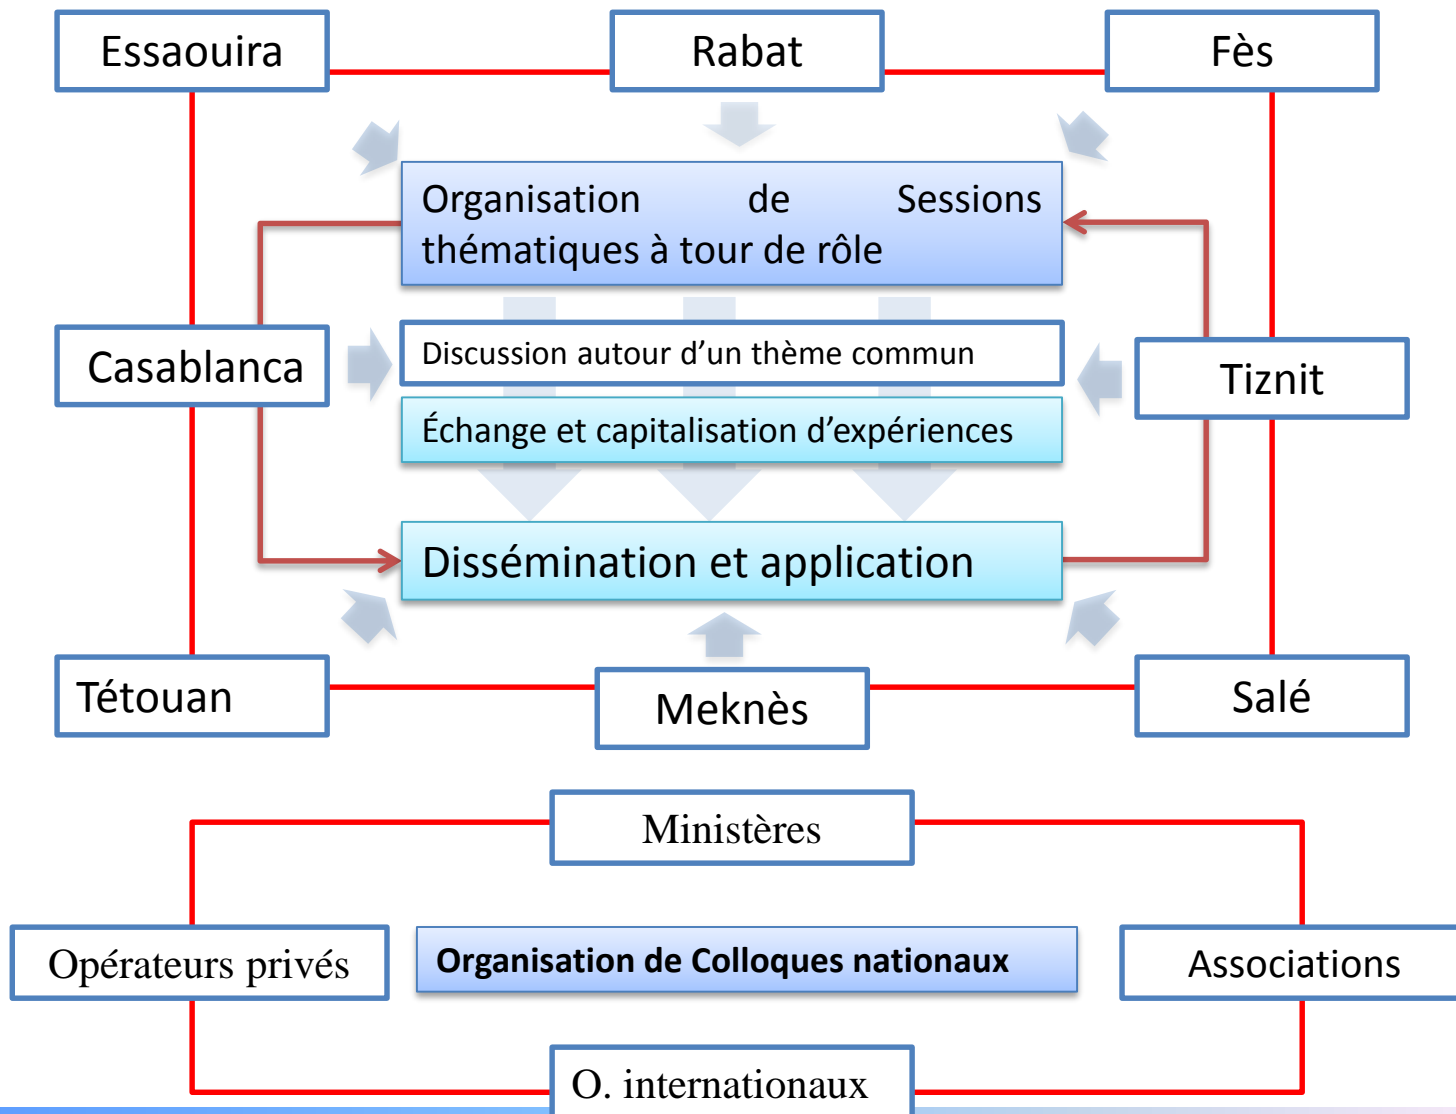 Essaouira
Rabat
Fès
Organisation de Sessions
thématiques à tour de rôle
Casablanca
Discussion autour d’un thème commun
Tiznit
Échange et capitalisation d’expériences
Dissémination et application
Tétouan
Meknès
Salé
Ministères
Opérateurs privés
Organisation de Colloques nationaux
Associations
O. internationaux